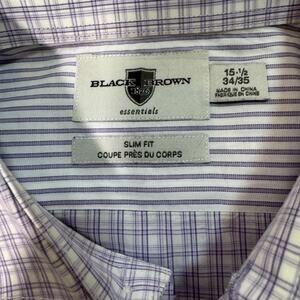 BLACK BROWN
1826
essentials
15-1/2
34/35
MADE IN CHINA
FABRIQUÉ EN CHINE
SLIM FIT
COUPE PRÈS DU CORPS